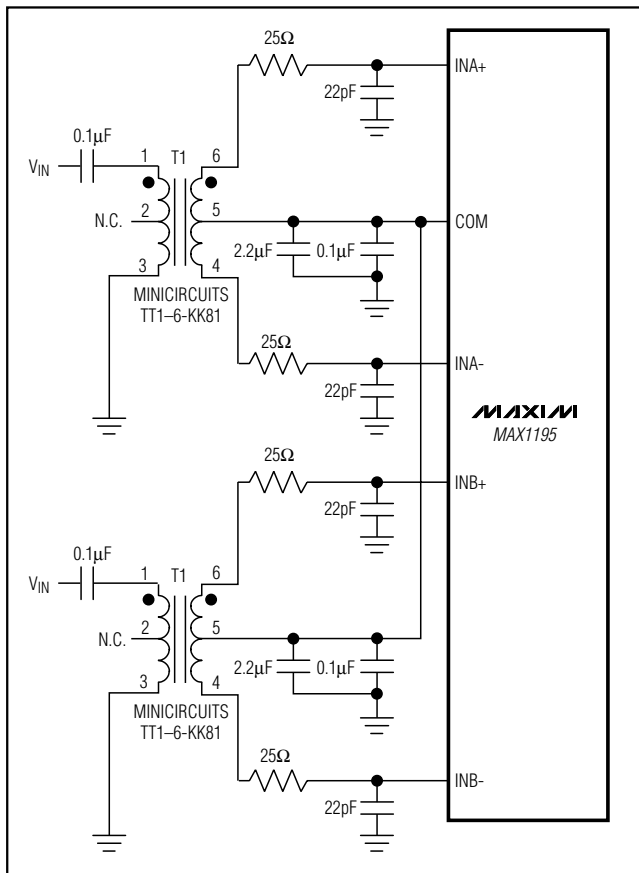 25Ω
INA+
22pF
0.1μF
VIN
1
T1
6
N.C.
2
5
COM
2.2μF
0.1μF
3
4
MINICIRCUITS
TT1–6-KK81
25Ω
INA-
22pF
MAXIM
MAX1195
25Ω
INB+
22pF
0.1μF
VIN
1
T1
6
N.C.
2
5
2.2μF
0.1μF
3
4
MINICIRCUITS
TT1–6-KK81
25Ω
INB-
22pF